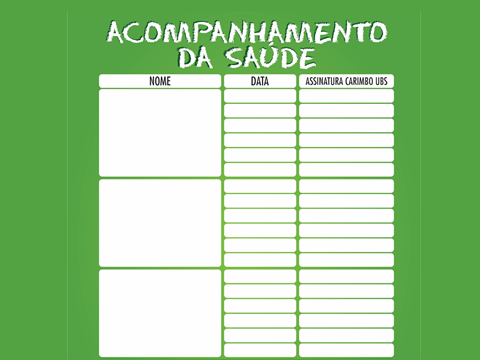 ACOMPANHAMENTO
DA SAÚDE
NOME DATA ASSINATURA CARIMBO UBS